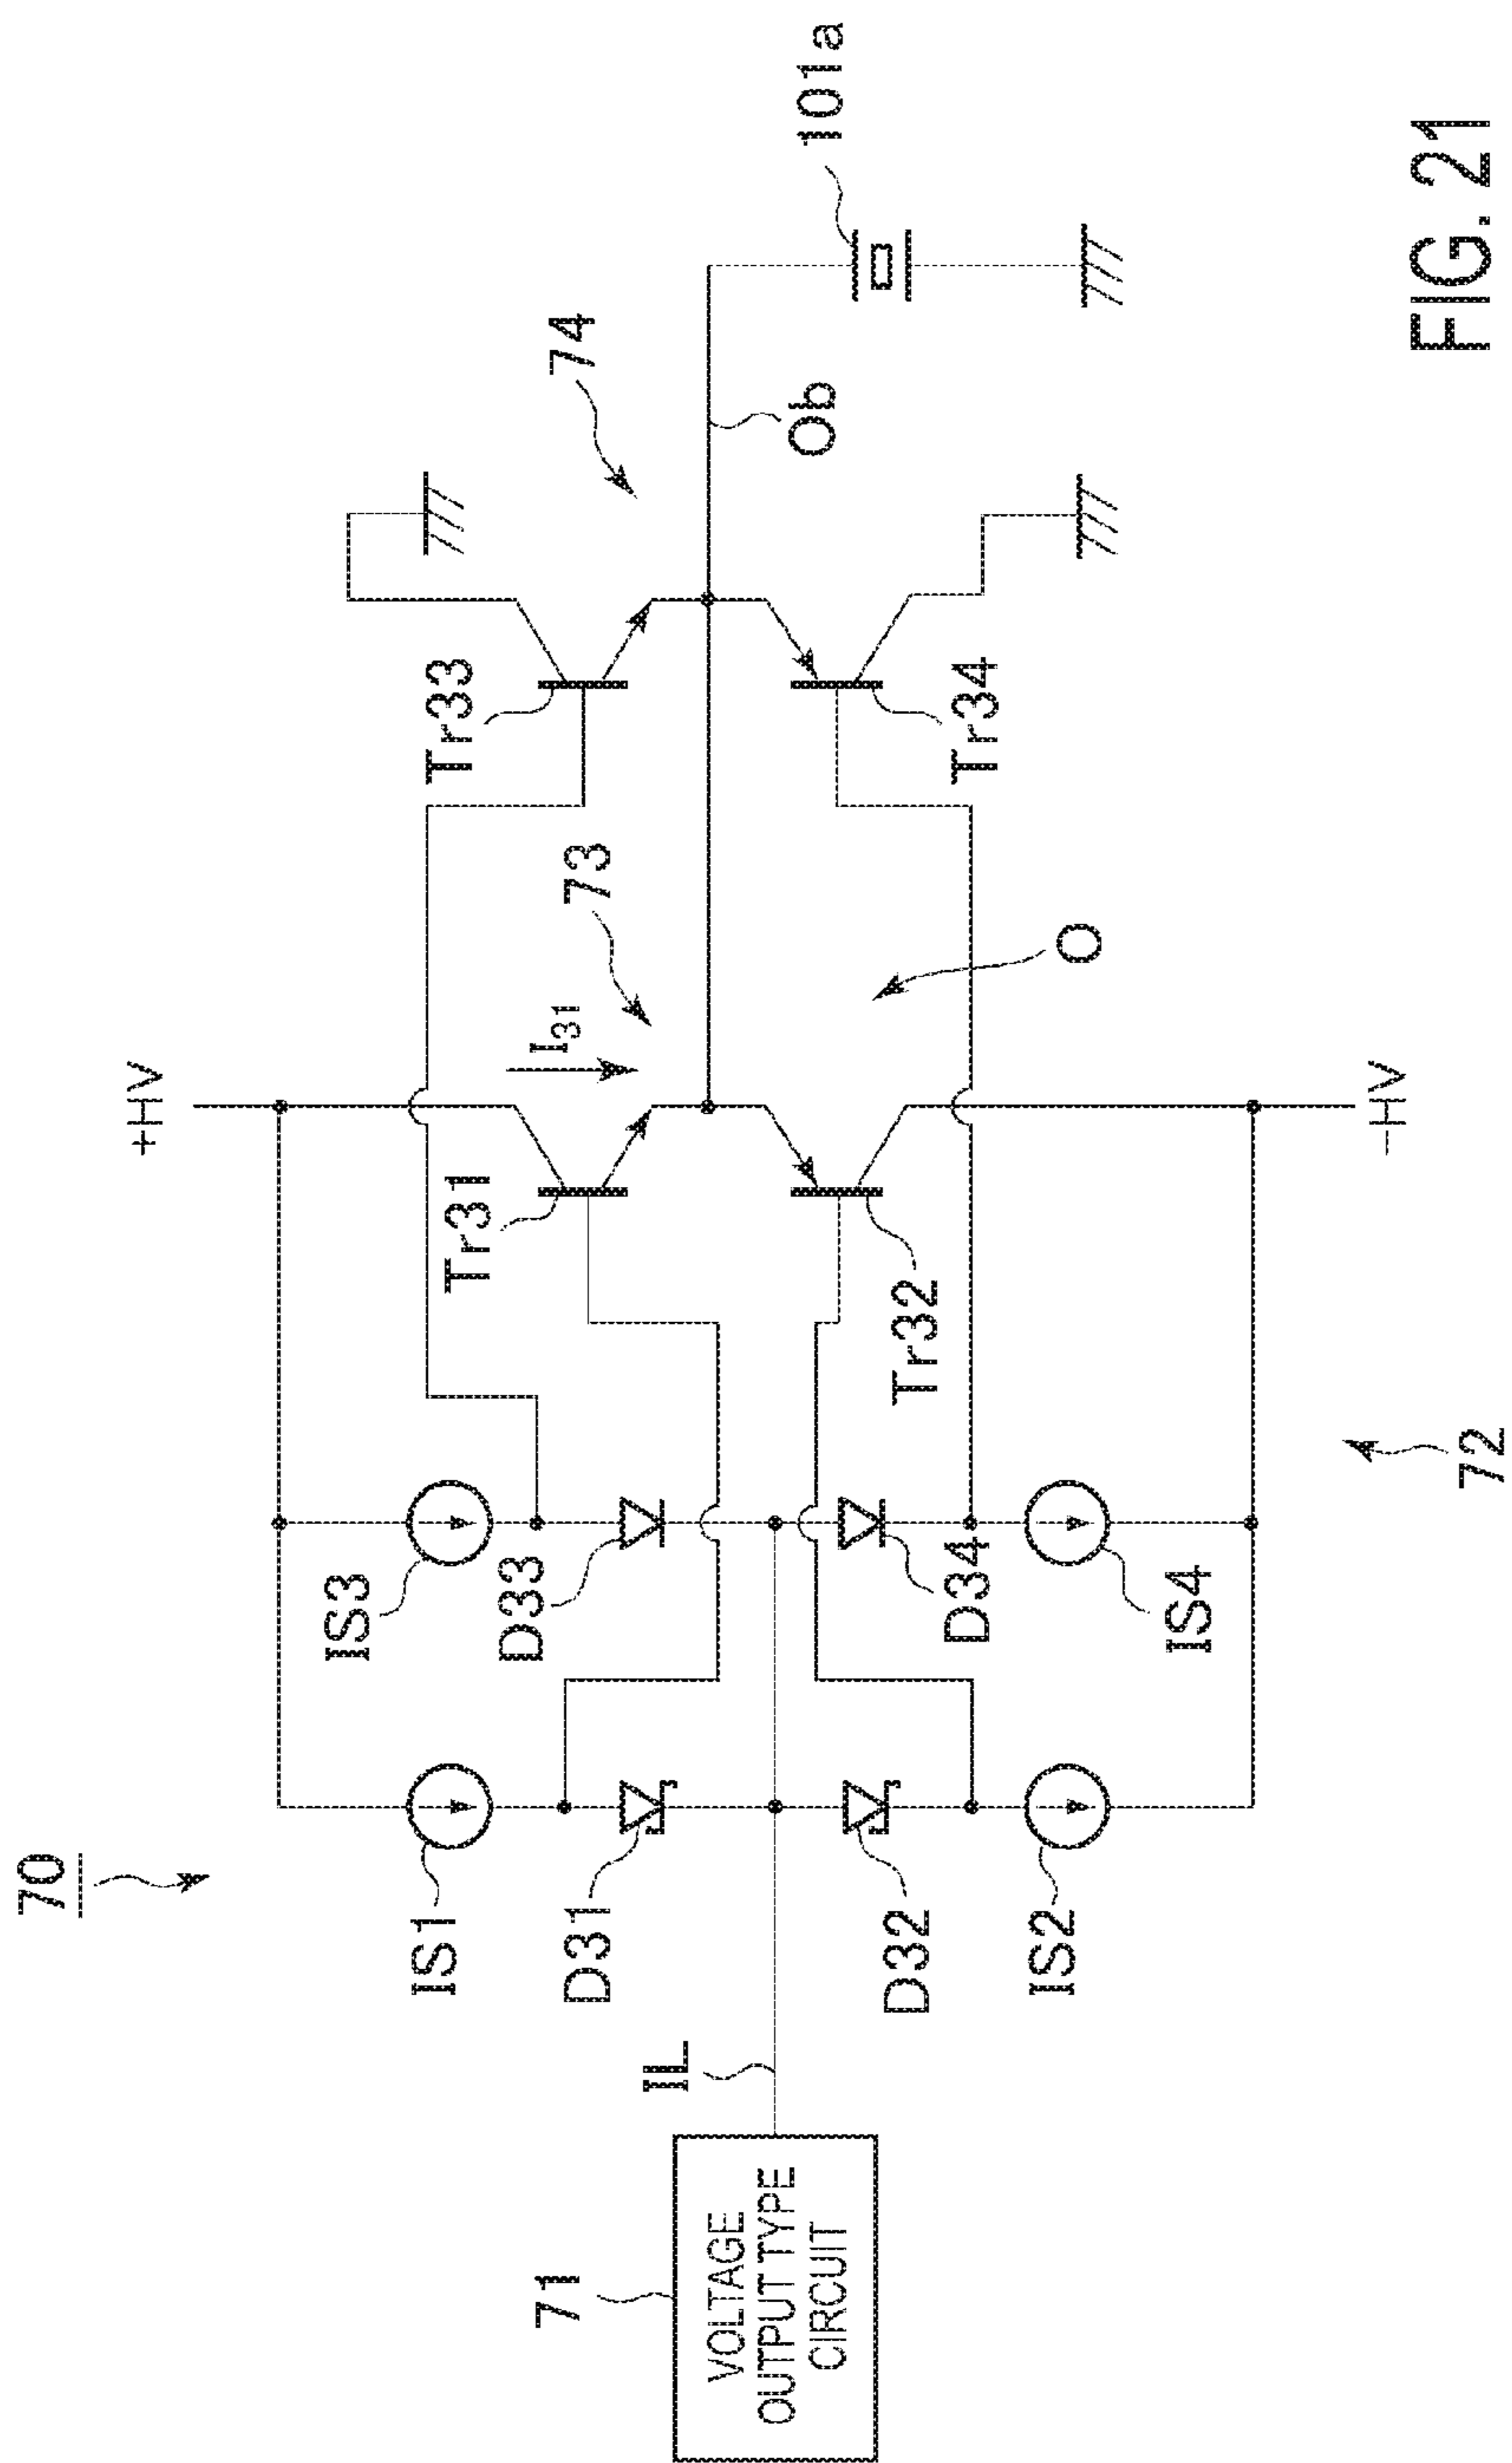 70
+HV
IS1
IS3
D31
D33
Tr31
I31
73
Tr33
74
IL
71
VOLTAGE
OUTPUT TYPE
CIRCUIT
Ob
101a
D32
D34
Tr32
O
Tr34
IS2
IS4
-HV
72
FIG. 21